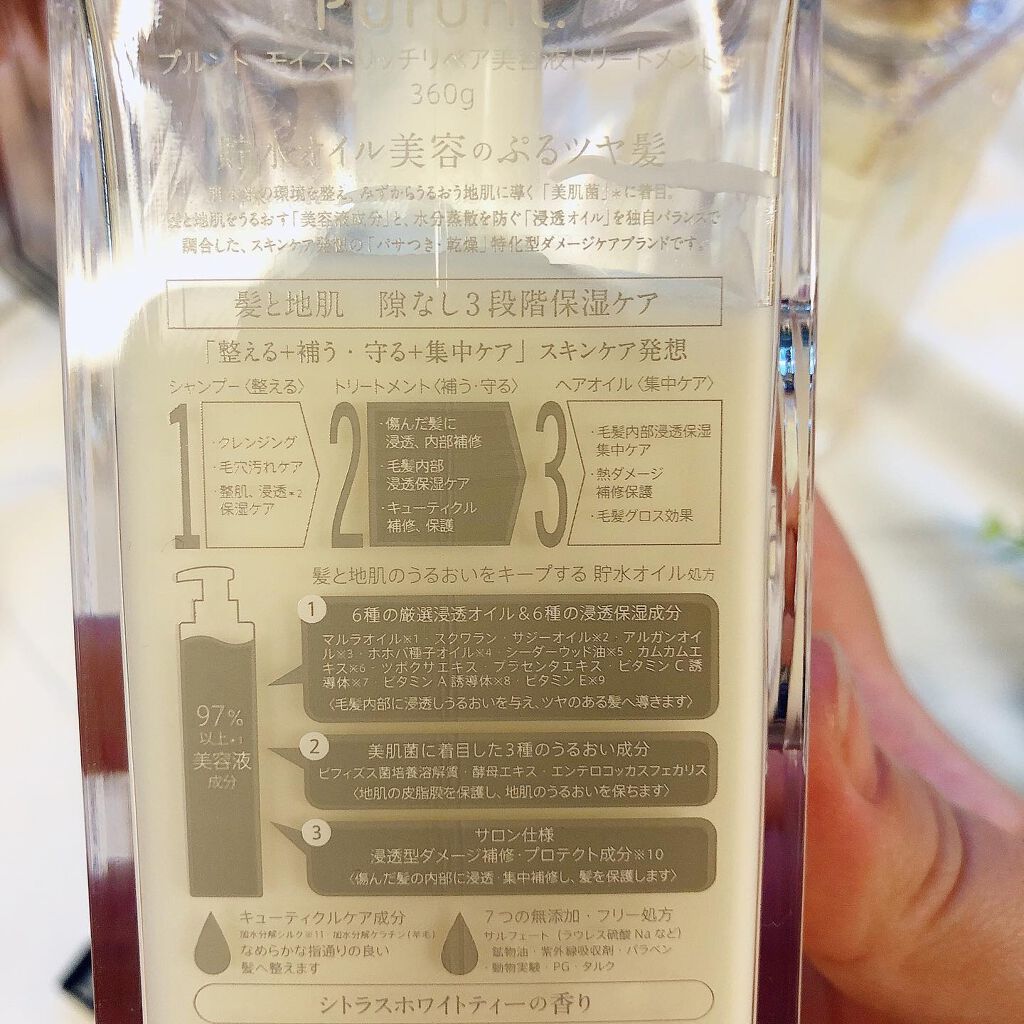 Purunt.
プルント モイストリッチリペア美容液トリートメント
360g
貯水オイル美容のぷるツヤ髪
の環境を整え、みずからうるおう地肌に導く「美肌菌」*に着目。
髪と地肌をうるおす「美容液成分」と、水分蒸散を防ぐ「浸透オイル」を独自バランスで
調合した、スキンケア発想の「パサつき・乾燥」特化型ダメージケアブランドです。
髪と地肌 隙なし3段階保湿ケア
「整える+補う・守る+集中ケア」スキンケア発想
シャンプー〈整える〉
1
・クレンジング
・毛穴汚れケア
・整肌、浸透*2
保湿ケア
トリートメント〈補う・守る〉
2
・傷んだ髪に
浸透、内部補修
・毛髪内部
浸透保湿ケア
・キューティクル
補修、保護
ヘアオイル〈集中ケア〉
3
・毛髪内部浸透保湿
集中ケア
・熱ダメージ
補修保護
・毛髪グロス効果
髪と地肌のうるおいをキープする 貯水オイル処方
97%
以上*1
美容液
成分
1 6種の厳選浸透オイル&6種の浸透保湿成分
マルラオイル※1・スクワラン・サジーオイル※2・アルガンオイ
ル※3・ホホバ種子オイル※4・シーダーウッド油※5・カムカムエ
キス※6・ツボクサエキス・プラセンタエキス・ビタミンC誘
導体※7・ビタミンA誘導体※8・ビタミンE※9
〈毛髪内部に浸透しうるおいを与え、ツヤのある髪へ導きます〉
2 美肌菌に着目した3種のうるおい成分
ビフィズス菌培養溶解質・酵母エキス・エンテロコッカスフェカリス
〈地肌の皮脂膜を保護し、地肌のうるおいを保ちます〉
3 サロン仕様
浸透型ダメージ補修・プロテクト成分※10
〈傷んだ髪の内部に浸透・集中補修し、髪を保護します〉
キューティクルケア成分
加水分解シルク※11・加水分解ケラチン(羊毛)
なめらかな指通りの良い
髪へ整えます
7つの無添加・フリー処方
サルフェート(ラウレス硫酸Naなど)
・鉱物油・紫外線吸収剤・パラベン
・動物実験・PG・タルク
シトラスホワイトティーの香り